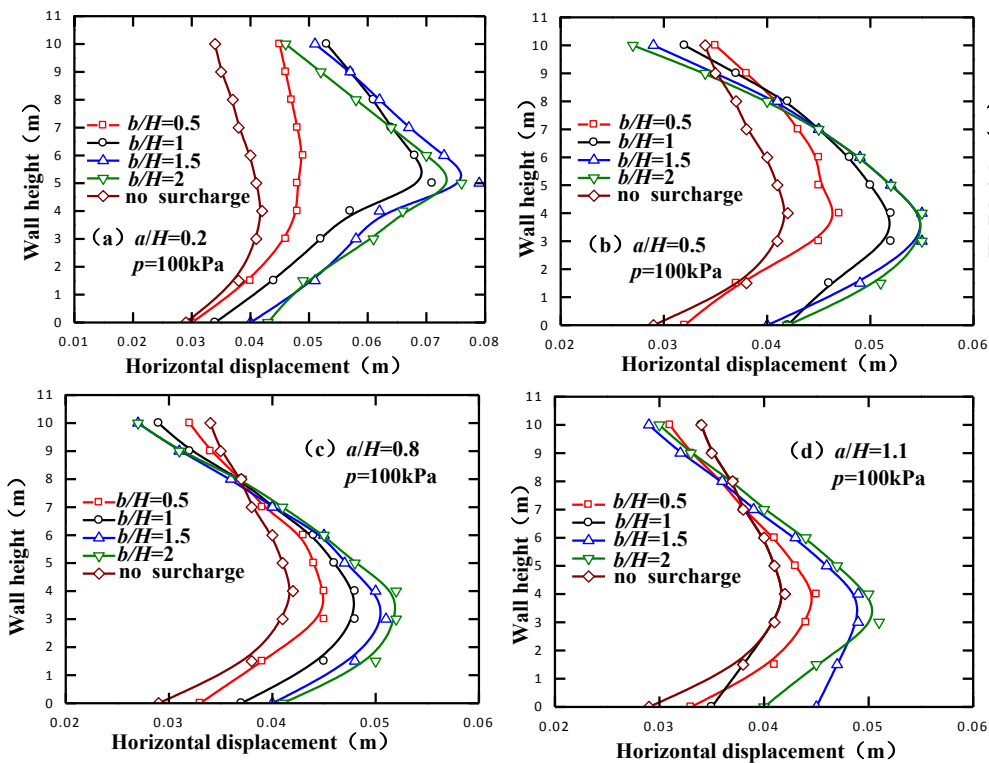 11
10
9
8
7
6
5
4
3
2
1
0
Wall height (m)
(a) a/H=0.2
p=100kPa
b/H=0.5
b/H=1
b/H=1.5
b/H=2
no surcharge
0.01 0.02 0.03 0.04 0.05 0.06 0.07 0.08
Horizontal displacement (m)
11
10
9
8
7
6
5
4
3
2
1
0
Wall height (m)
b/H=0.5
b/H=1
b/H=1.5
b/H=2
no surcharge
(b) a/H=0.5
p=100kPa
0.02 0.03 0.04 0.05 0.06
Horizontal displacement (m)
11
10
9
8
7
6
5
4
3
2
1
0
Wall height (m)
(c) a/H=0.8
p=100kPa
b/H=0.5
b/H=1
b/H=1.5
b/H=2
no surcharge
0.02 0.03 0.04 0.05 0.06
Horizontal displacement (m)
11
10
9
8
7
6
5
4
3
2
1
0
Wall height (m)
(d) a/H=1.1
p=100kPa
b/H=0.5
b/H=1
b/H=1.5
b/H=2
no surcharge
0.02 0.03 0.04 0.05 0.06
Horizontal displacement (m)